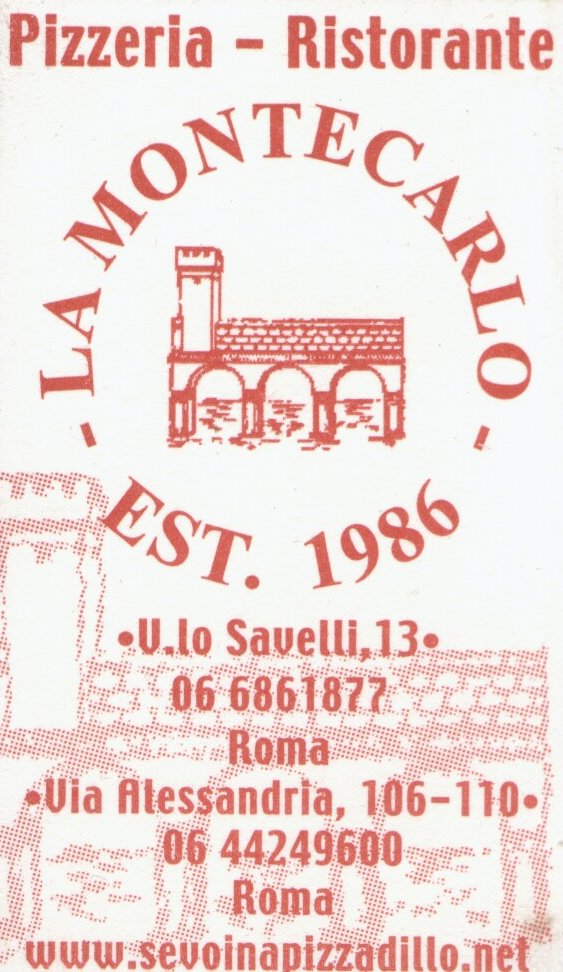 Pizzeria - Ristorante
- LA MONTECARLO -
EST. 1986
•V.lo Savelli,13•
06 6861877
Roma
•Via Alessandria, 106-110•
06 44249600
Roma
www.sevoinapizzadillo.net